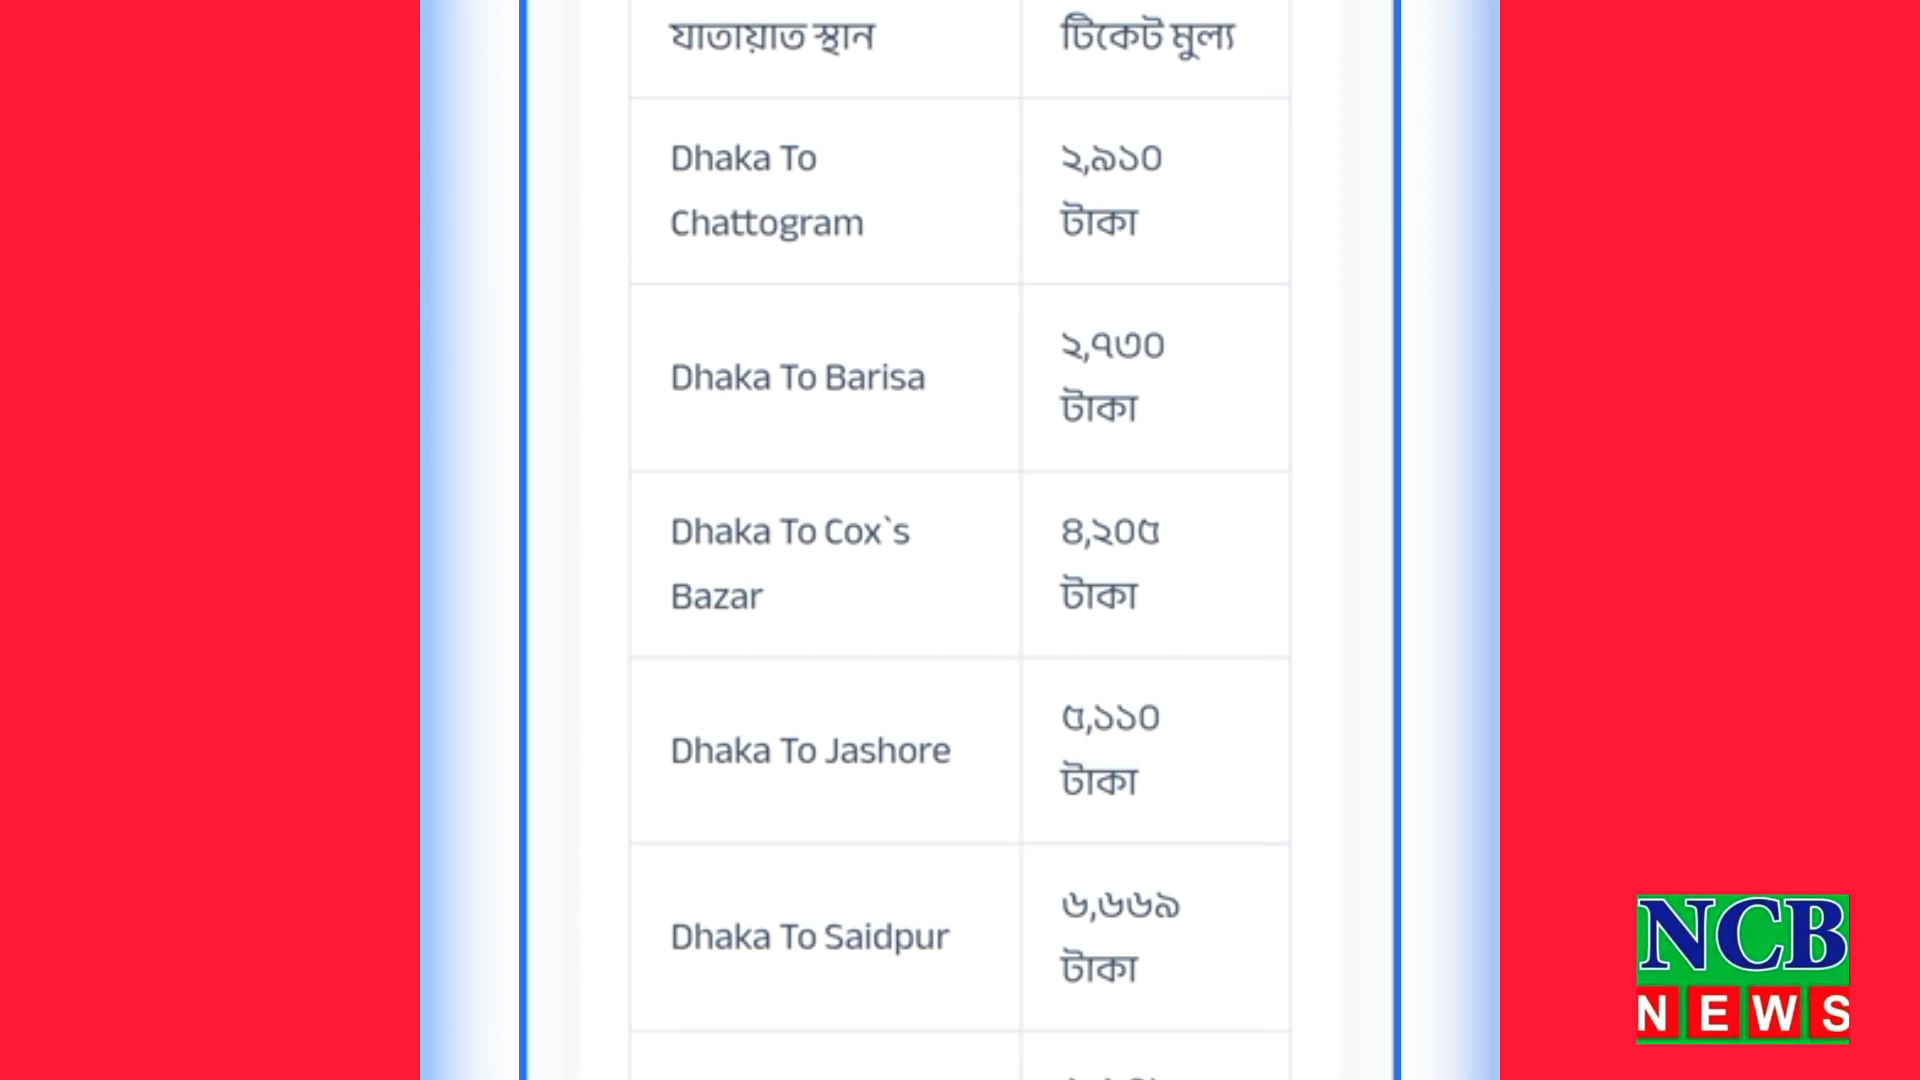 যাতায়াত স্থান
টিকেট মুল্য
Dhaka To
Chattogram
২,৯১০
টাকা
Dhaka To Barisa
২,৭৩০
টাকা
Dhaka To Cox`s
Bazar
৪,২০৫
টাকা
Dhaka To Jashore
৫,১১০
টাকা
Dhaka To Saidpur
৬,৬৬৯
টাকা
NCB
NEWS